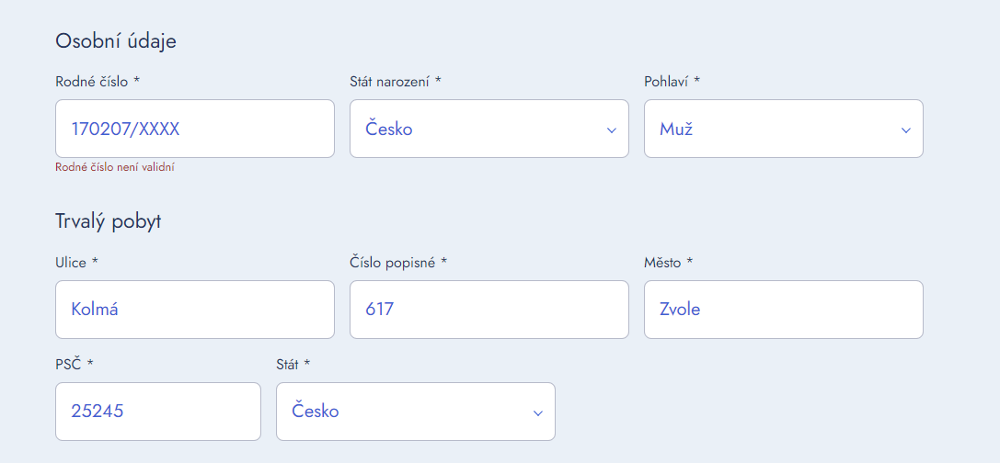 Osobní údaje
Rodné číslo * Stát narození * Pohlaví *
170207/XXXX Česko Muž
Rodné číslo není validní
Trvalý pobyt
Ulice * Číslo popisné * Město *
Kolmá 617 Zvole
PSČ * Stát *
25245 Česko